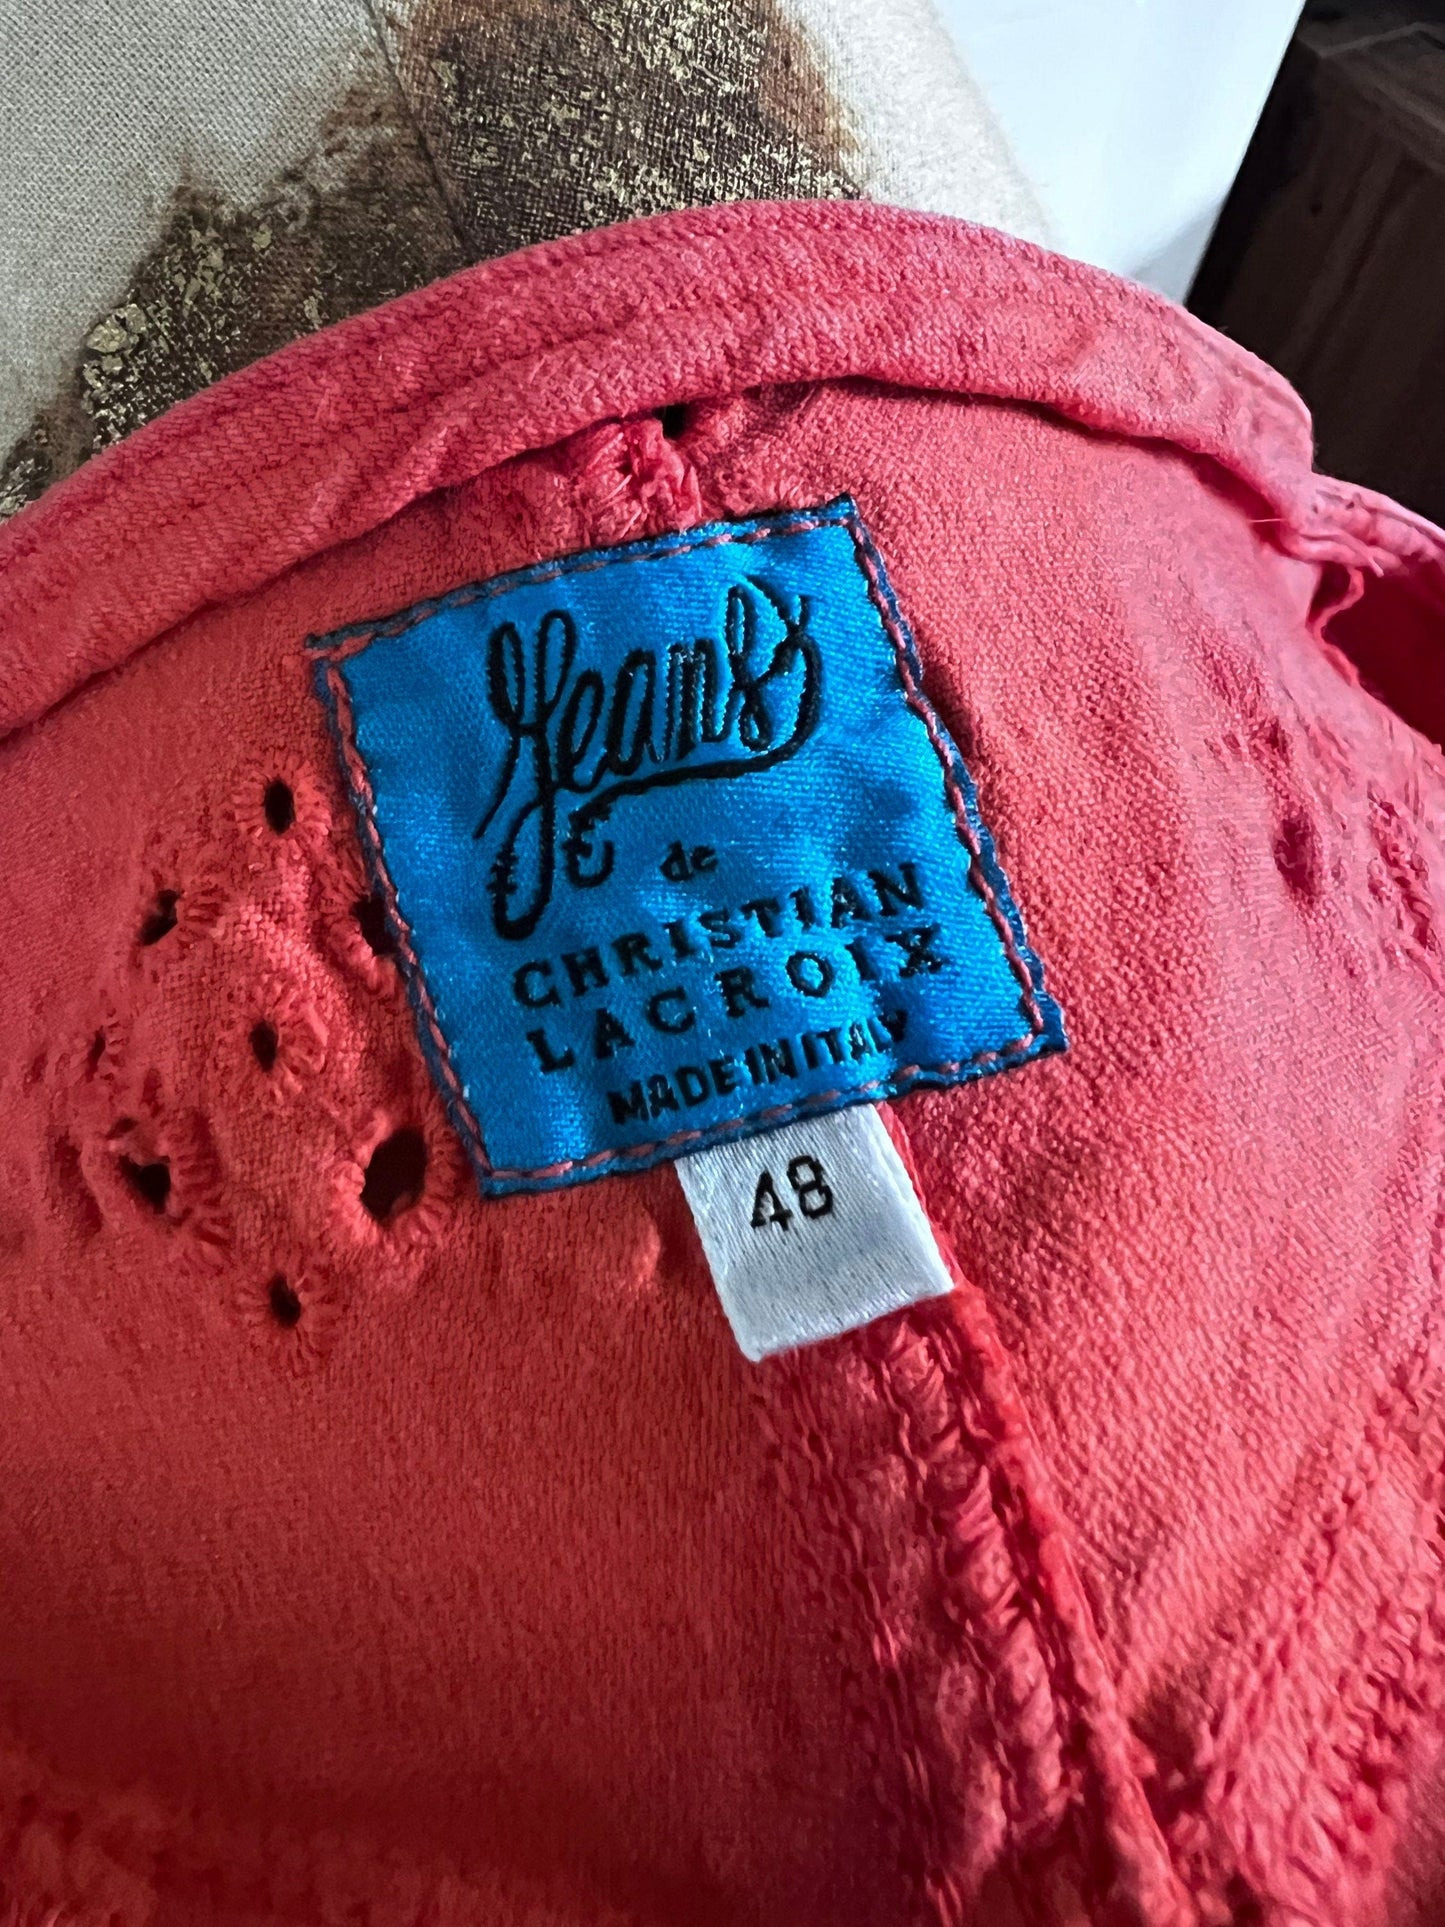 Jeans
de
CHRISTIAN
LACROIX
MADE IN ITALY
48